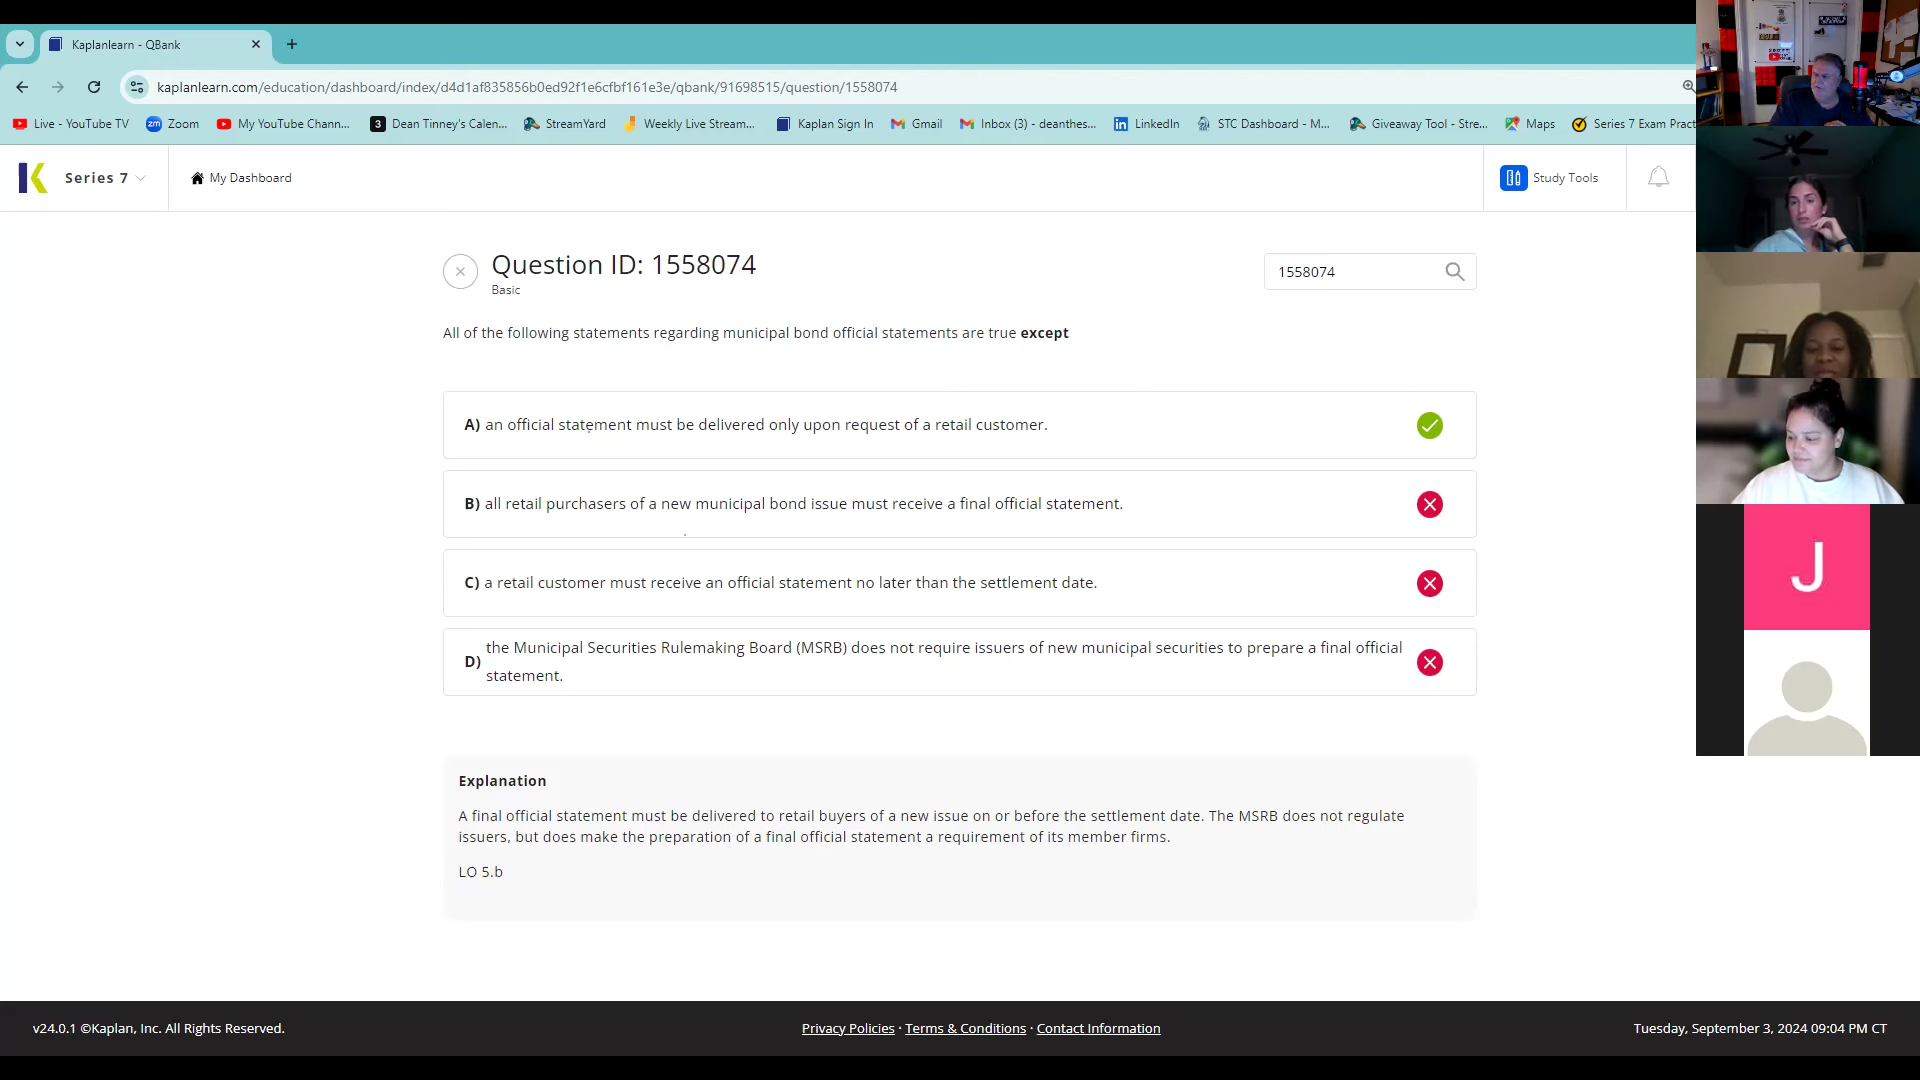 Kaplanlearn - QBank
kaplanlearn.com/education/dashboard/index/d4d1af835856b0ed92f1e6cfbf161e3e/qbank/91698515/question/1558074
Live - YouTube TV
Zoom
My YouTube Chann...
Dean Tinney's Calen...
StreamYard
Weekly Live Stream...
Kaplan Sign In
Gmail
Inbox (3) - deanthes...
LinkedIn
STC Dashboard - M...
Giveaway Tool - Stre...
Maps
Series 7 Exam Pract
Series 7
My Dashboard
Study Tools
Question ID: 1558074
Basic
1558074
All of the following statements regarding municipal bond official statements are true except
A) an official statement must be delivered only upon request of a retail customer.
B) all retail purchasers of a new municipal bond issue must receive a final official statement.
C) a retail customer must receive an official statement no later than the settlement date.
D) the Municipal Securities Rulemaking Board (MSRB) does not require issuers of new municipal securities to prepare a final official
statement.
Explanation
A final official statement must be delivered to retail buyers of a new issue on or before the settlement date. The MSRB does not regulate
issuers, but does make the preparation of a final official statement a requirement of its member firms.
LO 5.b
J
v24.0.1 ©Kaplan, Inc. All Rights Reserved.
Privacy Policies · Terms & Conditions · Contact Information
Tuesday, September 3, 2024 09:04 PM CT